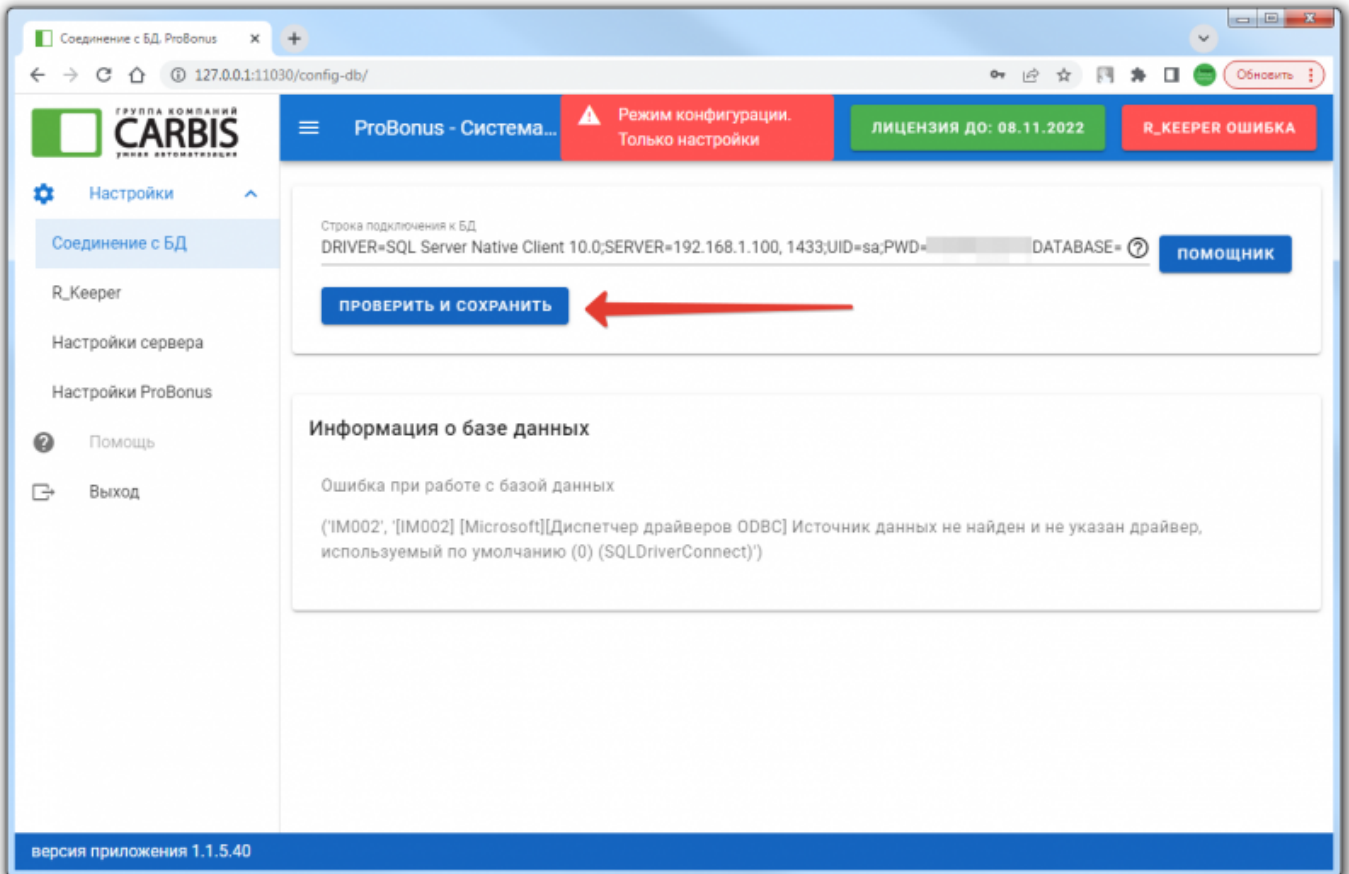 Соединение с БД, ProBonus
127.0.0.1:11030/config-db/
Обновить
ГРУППА КОМПАНИЙ
CARBIS
умная автоматизация
ProBonus - Система...
Режим конфигурации.
Только настройки
ЛИЦЕНЗИЯ ДО: 08.11.2022
R_KEEPER ОШИБКА
Настройки
Соединение с БД
R_Keeper
Настройки сервера
Настройки ProBonus
Помощь
Выход
Строка подключения к БД
DRIVER=SQL Server Native Client 10.0;SERVER=192.168.1.100, 1433;UID=sa;PWD= DATABASE=
ПОМОЩНИК
ПРОВЕРИТЬ И СОХРАНИТЬ
Информация о базе данных
Ошибка при работе с базой данных
('IM002', '[IM002] [Microsoft][Диспетчер драйверов ODBC] Источник данных не найден и не указан драйвер,
используемый по умолчанию (0) (SQLDriverConnect)')
версия приложения 1.1.5.40